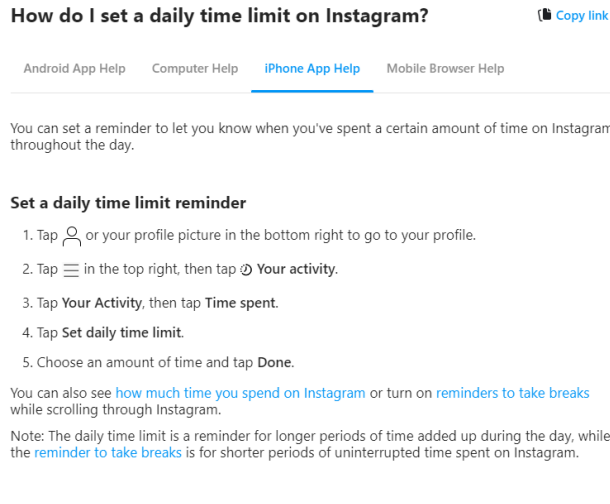 How do I set a daily time limit on Instagram?
Copy link
Android App Help Computer Help iPhone App Help Mobile Browser Help
You can set a reminder to let you know when you've spent a certain amount of time on Instagram
throughout the day.
Set a daily time limit reminder
1. Tap or your profile picture in the bottom right to go to your profile.
2. Tap in the top right, then tap Your activity.
3. Tap Your Activity, then tap Time spent.
4. Tap Set daily time limit.
5. Choose an amount of time and tap Done.
You can also see how much time you spend on Instagram or turn on reminders to take breaks
while scrolling through Instagram.
Note: The daily time limit is a reminder for longer periods of time added up during the day, while
the reminder to take breaks is for shorter periods of uninterrupted time spent on Instagram.